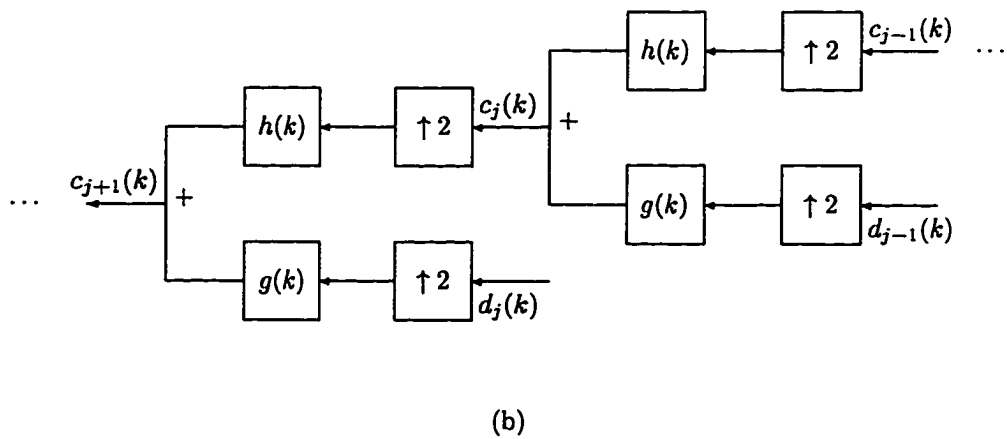 c_{j-1}(k)
h(k) ↑ 2 ...
c_j(k)
h(k) ↑ 2 +
c_{j+1}(k)
... + g(k) ↑ 2
d_{j-1}(k)
g(k) ↑ 2
d_j(k)
(b)